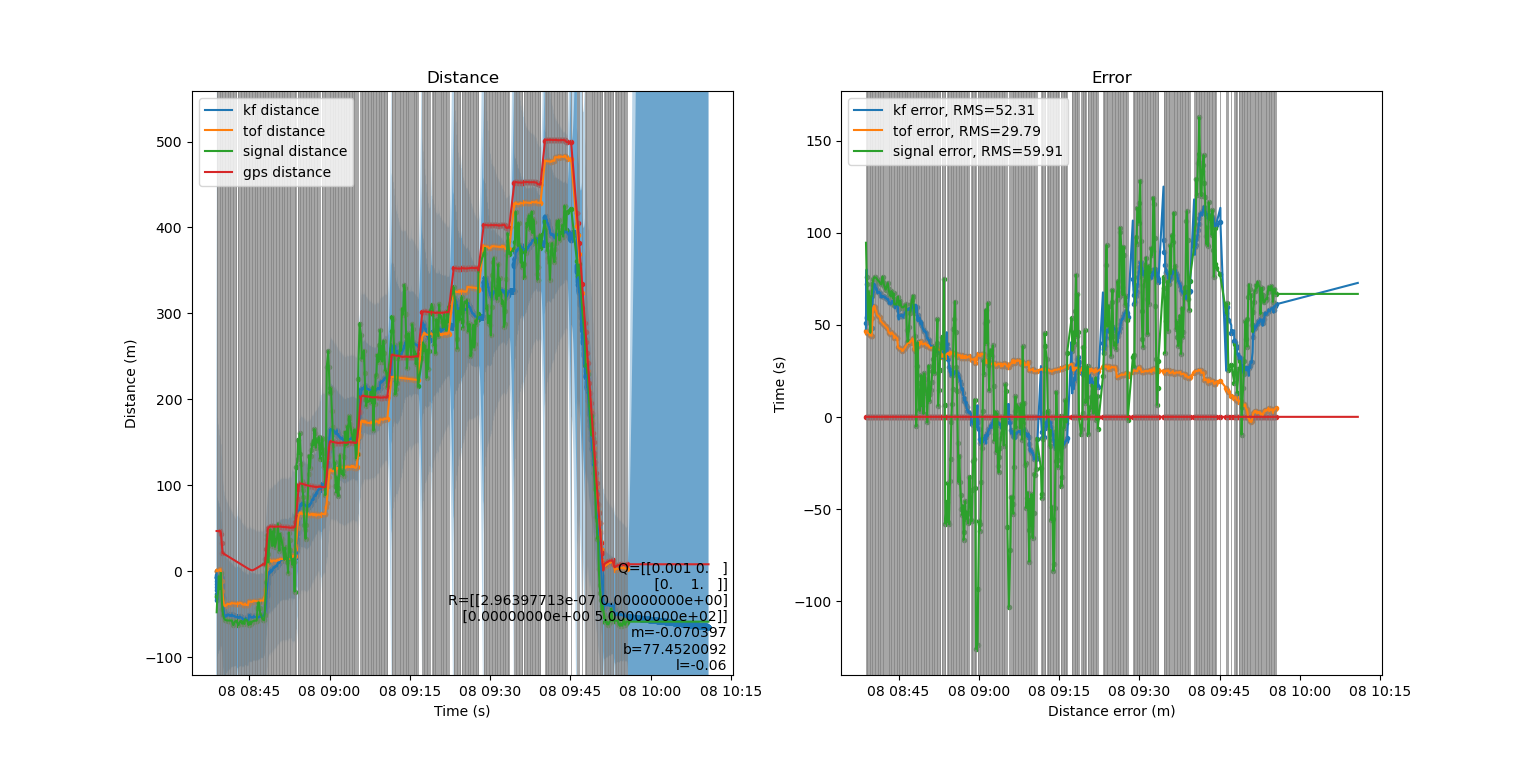 Distance
kf distance
tof distance
signal distance
gps distance
Distance (m)
500
400
300
200
100
0
−100
Q=[[0.001 0. ]
[0. 1. ]]
R=[[2.96397713e-07 0.00000000e+00]
[0.00000000e+00 5.00000000e+02]]
m=-0.070397
b=77.4520092
l=-0.06
08 08:45 08 09:00 08 09:15 08 09:30 08 09:45 08 10:00 08 10:15
Time (s)
Error
kf error, RMS=52.31
tof error, RMS=29.79
signal error, RMS=59.91
Time (s)
150
100
50
0
−50
−100
08 08:45 08 09:00 08 09:15 08 09:30 08 09:45 08 10:00 08 10:15
Distance error (m)